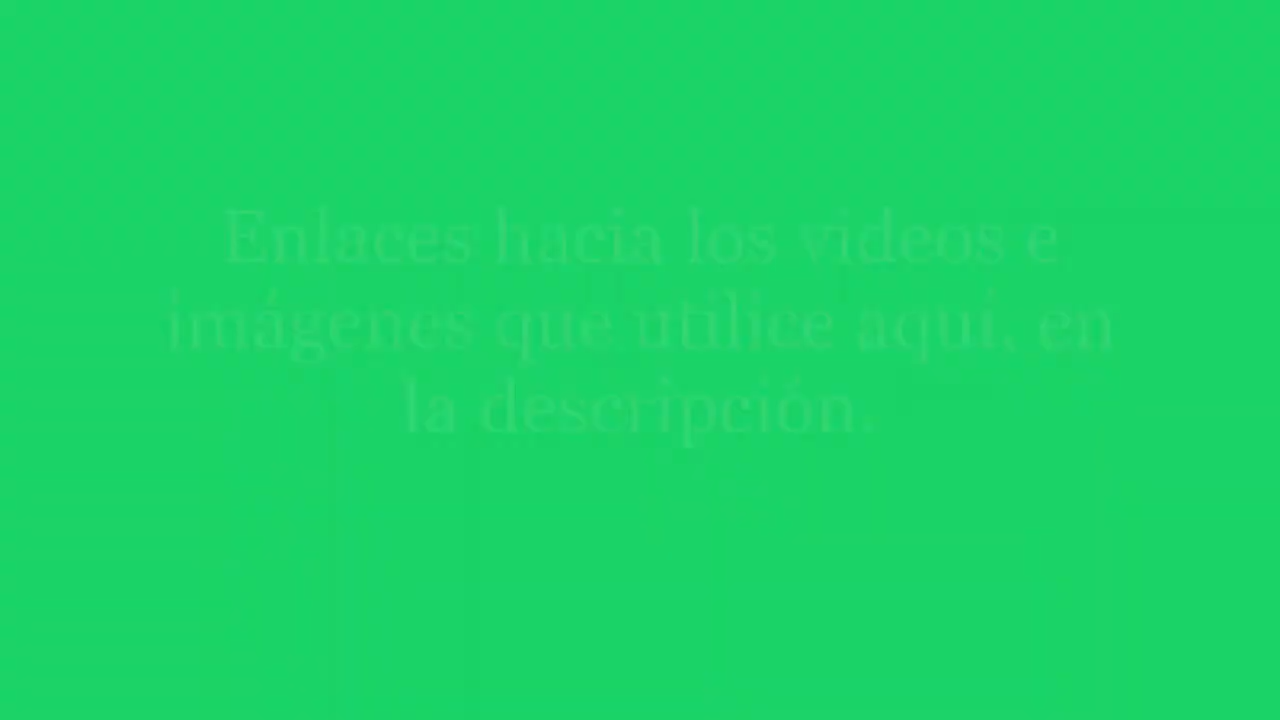 Enlaces hacia los videos e
imágenes que utilice aquí, en
la descripción.